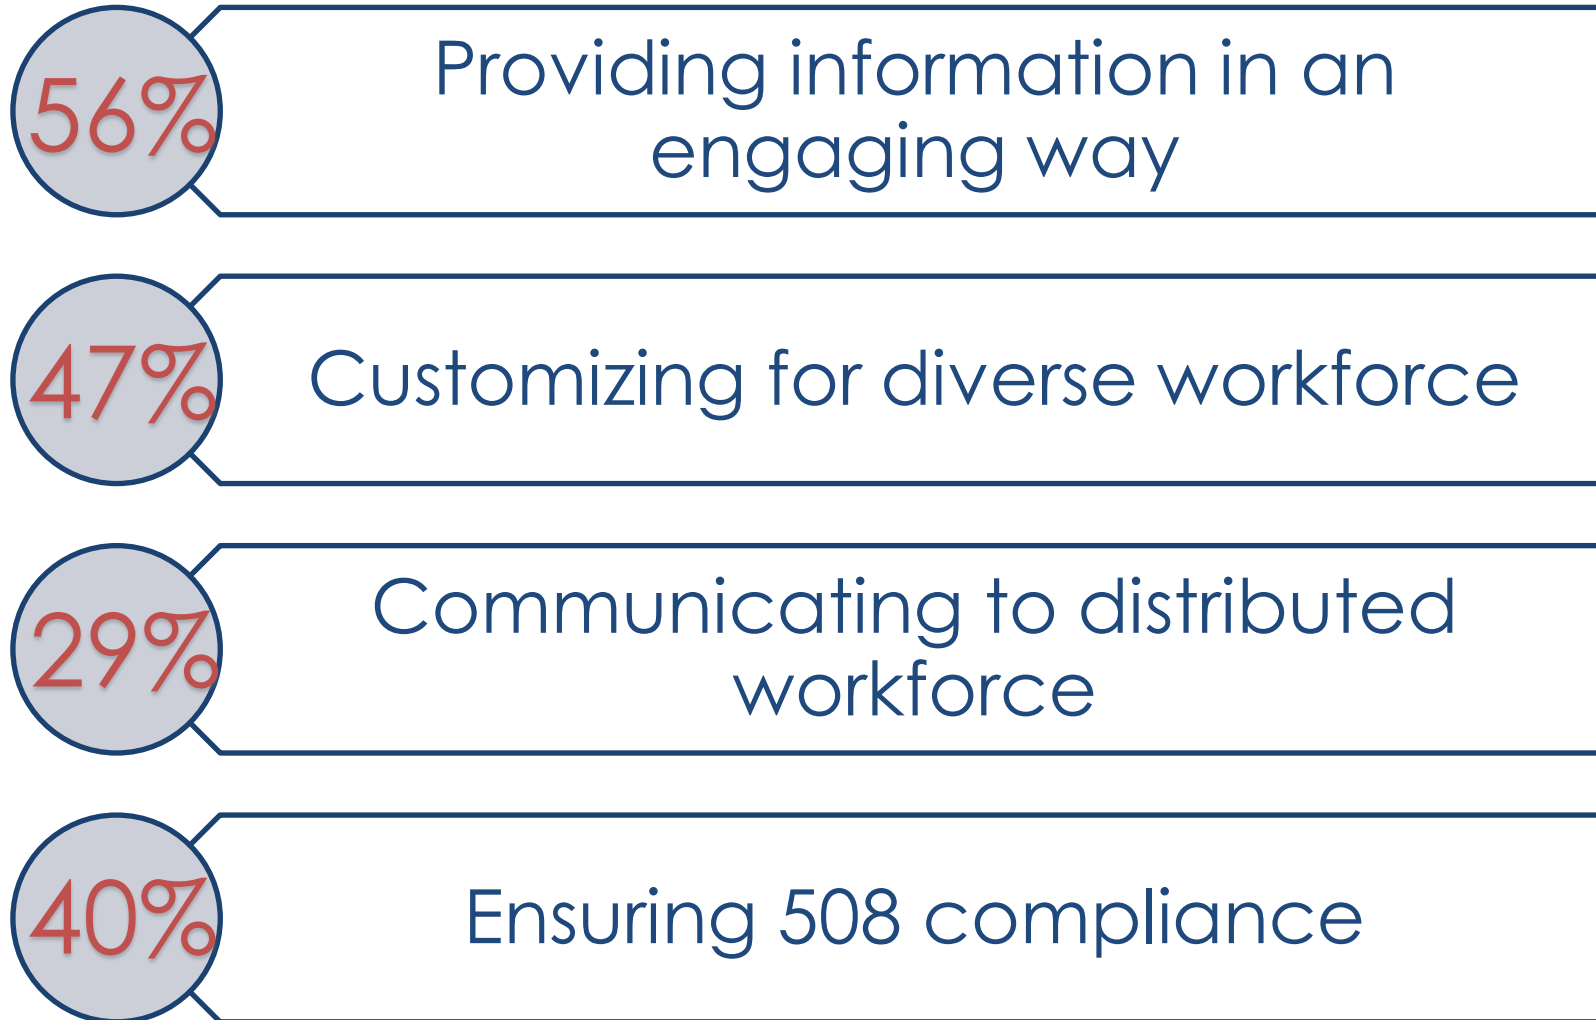 56%
Providing information in an
engaging way
47%
Customizing for diverse workforce
29%
Communicating to distributed
workforce
40%
Ensuring 508 compliance